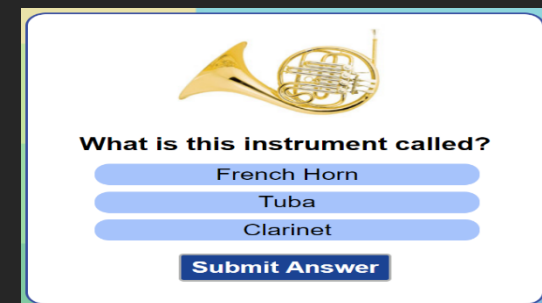 What is this instrument called?
French Horn
Tuba
Clarinet
Submit Answer